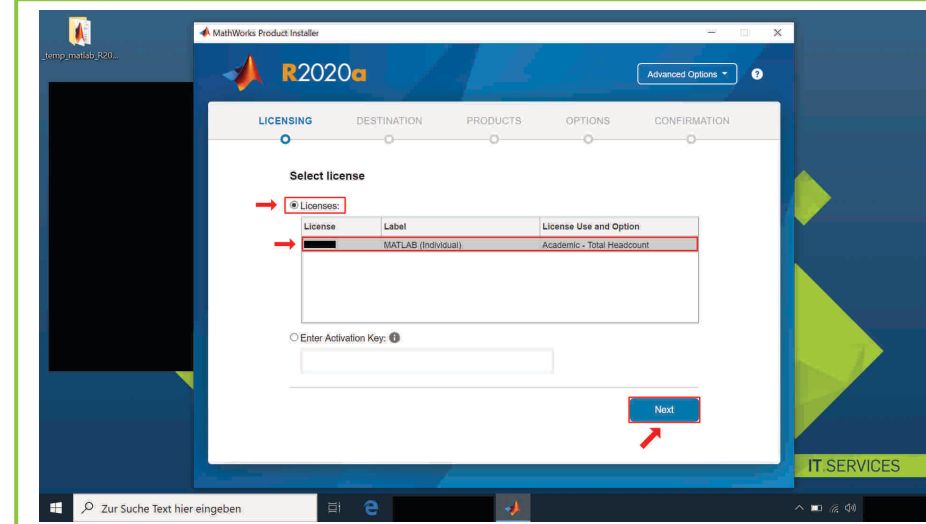 _temp_matlab_R20...
MathWorks Product Installer
R2020a
Advanced Options
?
LICENSING DESTINATION PRODUCTS OPTIONS CONFIRMATION
Select license
Licenses:
License Label License Use and Option
MATLAB (Individual) Academic - Total Headcount
Enter Activation Key:
Next
IT.SERVICES
Zur Suche Text hier eingeben